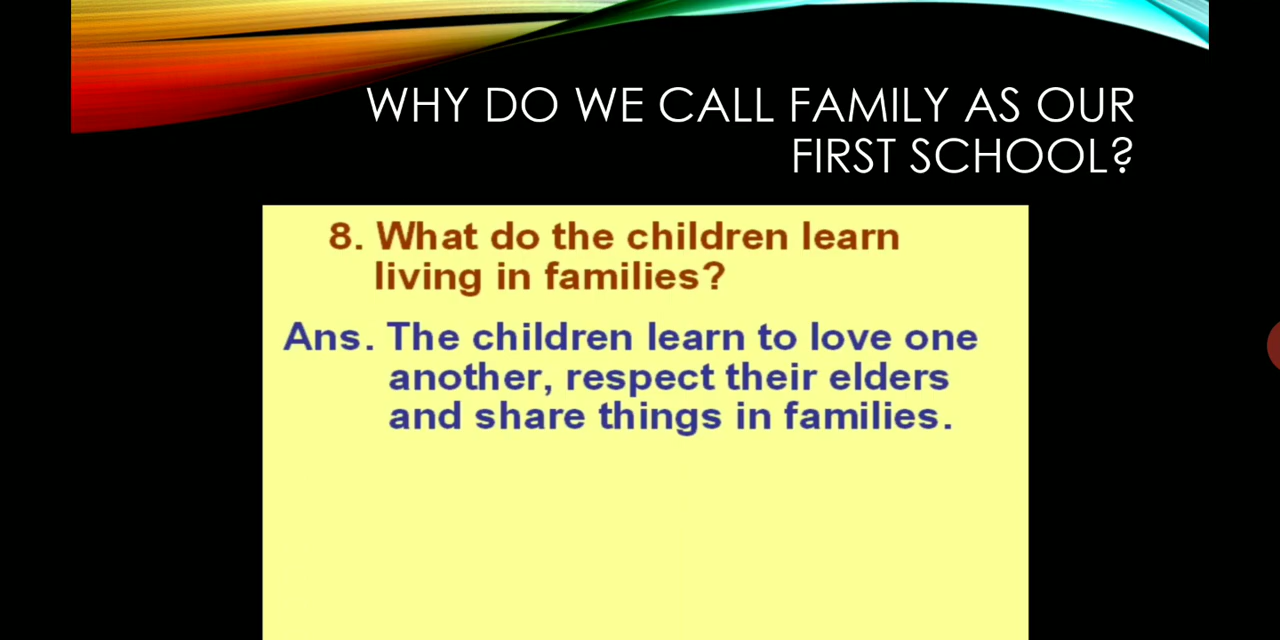 WHY DO WE CALL FAMILY AS OUR
FIRST SCHOOL?
8. What do the children learn
living in families?
Ans. The children learn to love one
another, respect their elders
and share things in families.